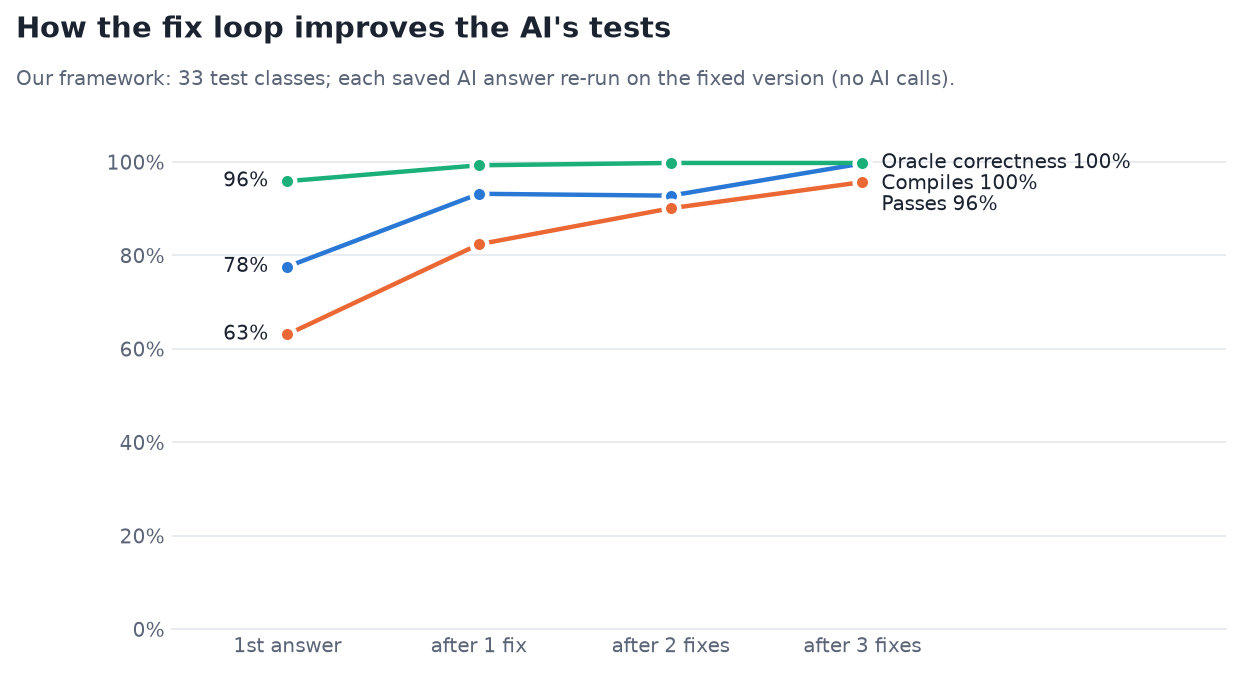 How the fix loop improves the AI's tests
Our framework: 33 test classes; each saved AI answer re-run on the fixed version (no AI calls).
100%
80%
60%
40%
20%
0%
96%
78%
63%
Oracle correctness 100%
Compiles 100%
Passes 96%
1st answer
after 1 fix
after 2 fixes
after 3 fixes